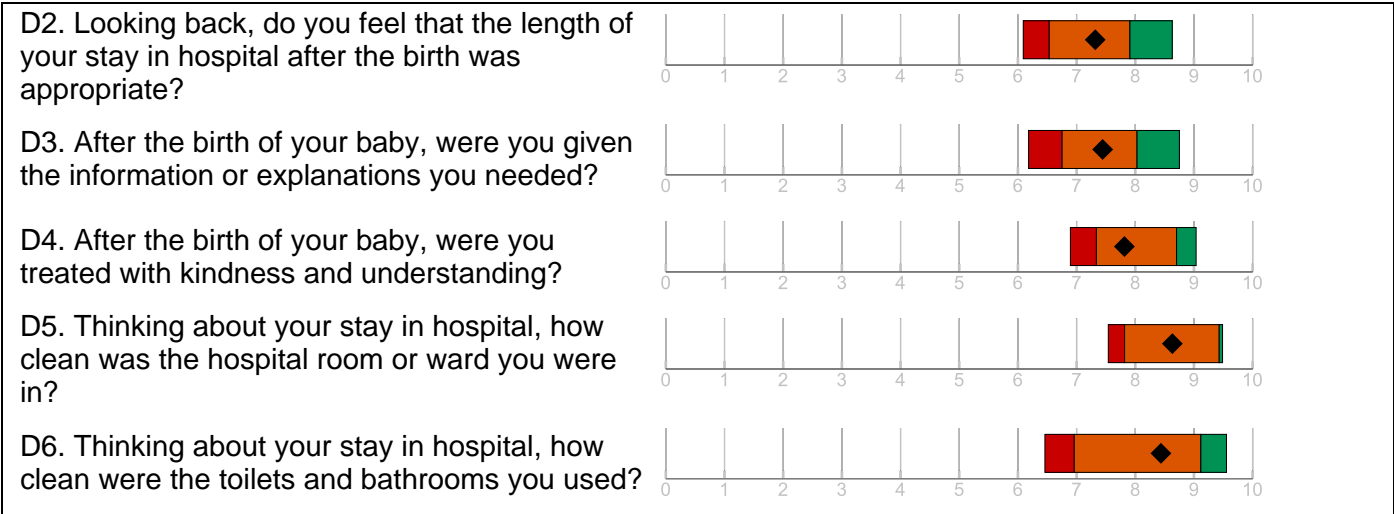 D2. Looking back, do you feel that the length of
your stay in hospital after the birth was
appropriate?
0 1 2 3 4 5 6 7 8 9 10
D3. After the birth of your baby, were you given
the information or explanations you needed?
0 1 2 3 4 5 6 7 8 9 10
D4. After the birth of your baby, were you
treated with kindness and understanding?
0 1 2 3 4 5 6 7 8 9 10
D5. Thinking about your stay in hospital, how
clean was the hospital room or ward you were
in?
0 1 2 3 4 5 6 7 8 9 10
D6. Thinking about your stay in hospital, how
clean were the toilets and bathrooms you used?
0 1 2 3 4 5 6 7 8 9 10